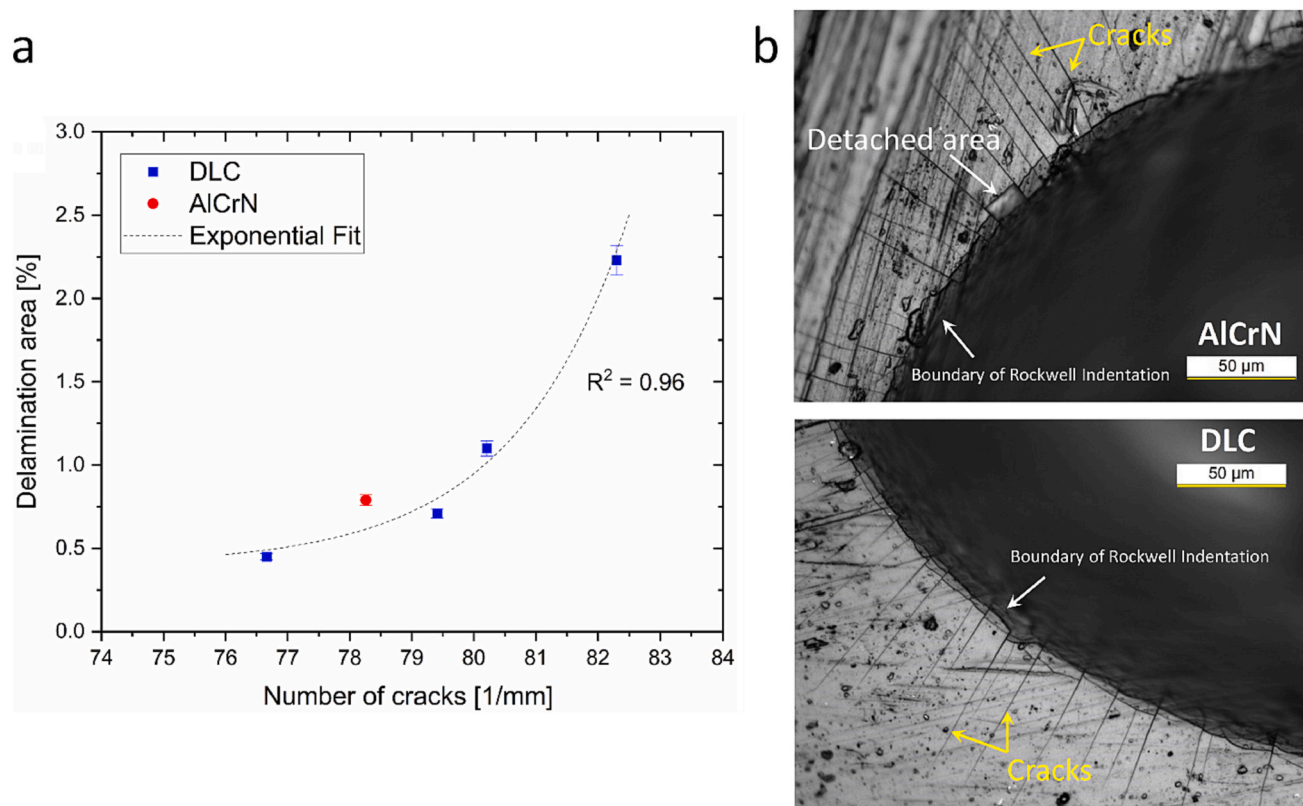 a
3.0
2.5
2.0
1.5
1.0
0.5
0.0
Delamination area [%]
74 75 76 77 78 79 80 81 82 83 84
Number of cracks [1/mm]
DLC
AlCrN
Exponential Fit
R² = 0.96
b
Cracks
Detached area
Boundary of Rockwell Indentation
AlCrN
50 µm
DLC
50 µm
Boundary of Rockwell Indentation
Cracks